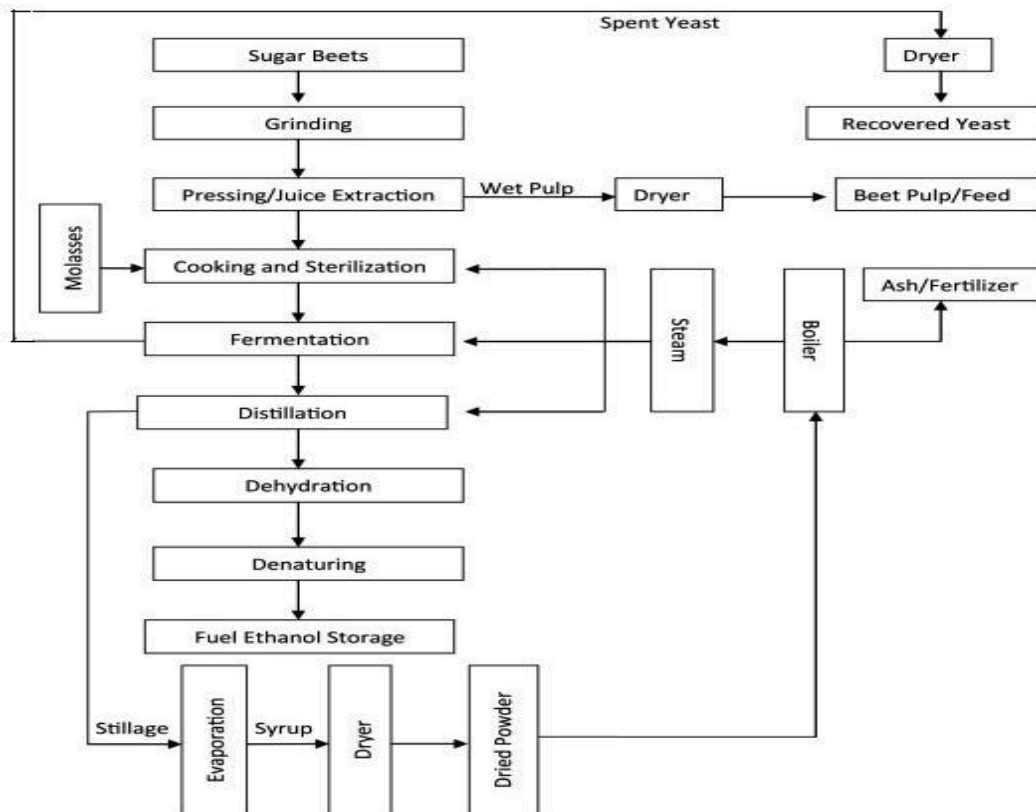 Spent Yeast
Sugar Beets
Dryer
Grinding
Recovered Yeast
Pressing/Juice Extraction
Wet Pulp
Dryer
Beet Pulp/Feed
Molasses
Cooking and Sterilization
Steam
Boiler
Ash/Fertilizer
Fermentation
Distillation
Dehydration
Denaturing
Fuel Ethanol Storage
Stillage
Evaporation
Syrup
Dryer
Dried Powder